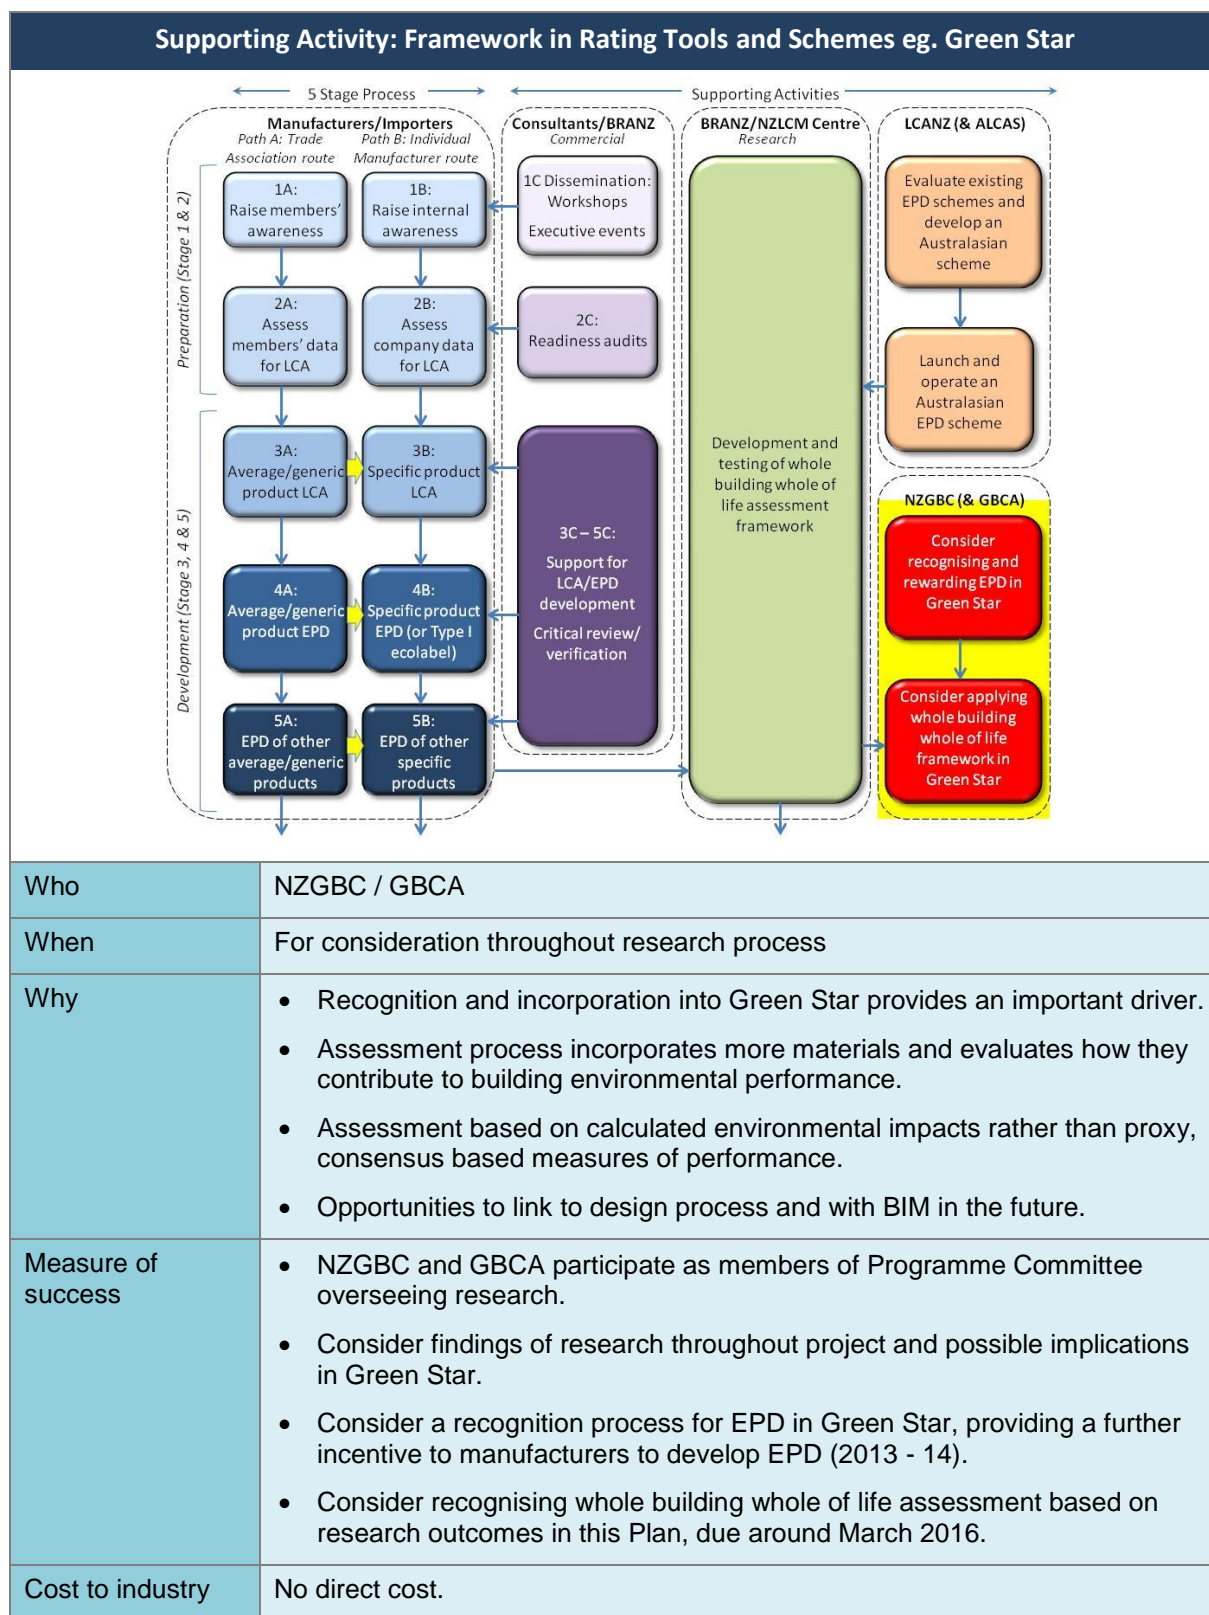 Supporting Activity: Framework in Rating Tools and Schemes eg. Green Star
5 Stage Process
Supporting Activities
Manufacturers/Importers
Path A: Trade
Association route
Path B: Individual
Manufacturer route
Consultants/BRANZ
Commercial
BRANZ/NZLCM Centre
Research
LCANZ (& ALCAS)
Preparation (Stage 1 & 2)
1A:
Raise members'
awareness
1B:
Raise internal
awareness
1C Dissemination:
Workshops
Executive events
Evaluate existing
EPD schemes and
develop an
Australasian
scheme
2A:
Assess
members' data
for LCA
2B:
Assess
company data
for LCA
2C:
Readiness audits
Launch and
operate an
Australasian
EPD scheme
Development (Stage 3, 4 & 5)
3A:
Average/generic
product LCA
3B:
Specific product
LCA
3C – 5C:
Support for
LCA/EPD
development
Critical review/
verification
Development and
testing of whole
building whole of
life assessment
framework
NZGBC (& GBCA)
Consider
recognising and
rewarding EPD in
Green Star
4A:
Average/generic
product EPD
4B:
Specific product
EPD (or Type I
ecolabel)
Consider applying
whole building
whole of life
framework in
Green Star
5A:
EPD of other
average/generic
products
5B:
EPD of other
specific
products
Who
NZGBC / GBCA
When
For consideration throughout research process
Why
• Recognition and incorporation into Green Star provides an important driver.
• Assessment process incorporates more materials and evaluates how they
contribute to building environmental performance.
• Assessment based on calculated environmental impacts rather than proxy,
consensus based measures of performance.
• Opportunities to link to design process and with BIM in the future.
Measure of
success
• NZGBC and GBCA participate as members of Programme Committee
overseeing research.
• Consider findings of research throughout project and possible implications
in Green Star.
• Consider a recognition process for EPD in Green Star, providing a further
incentive to manufacturers to develop EPD (2013 - 14).
• Consider recognising whole building whole of life assessment based on
research outcomes in this Plan, due around March 2016.
Cost to industry
No direct cost.